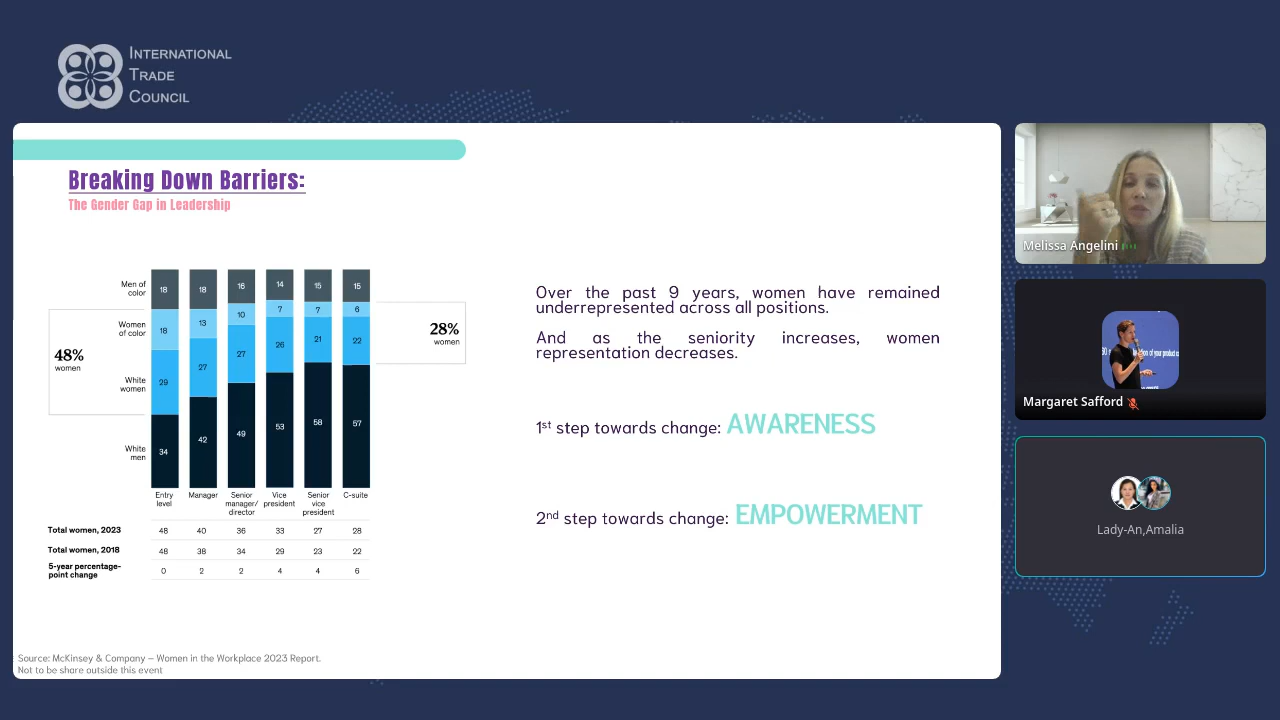 INTERNATIONAL
TRADE
COUNCIL
Breaking Down Barriers:
The Gender Gap in Leadership
Men of
color
Women
of color
White
women
White
men
48%
women
28%
women
18 18 16 14 15 15
18 13 10 7 7 6
29 27 27 26 21 22
34 42 49 53 58 57
Entry
level
Manager
Senior
manager/
director
Vice
president
Senior
vice
president
C-suite
Total women, 2023 48 40 36 33 27 28
Total women, 2018 48 38 34 29 23 22
5-year percentage-
point change 0 2 2 4 4 6
Over the past 9 years, women have remained
underrepresented across all positions.
And as the seniority increases, women
representation decreases.
1st step towards change: AWARENESS
2nd step towards change: EMPOWERMENT
Source: McKinsey & Company – Women in the Workplace 2023 Report.
Not to be share outside this event
Melissa Angelini
of your product
Margaret Safford
Lady-An,Amalia